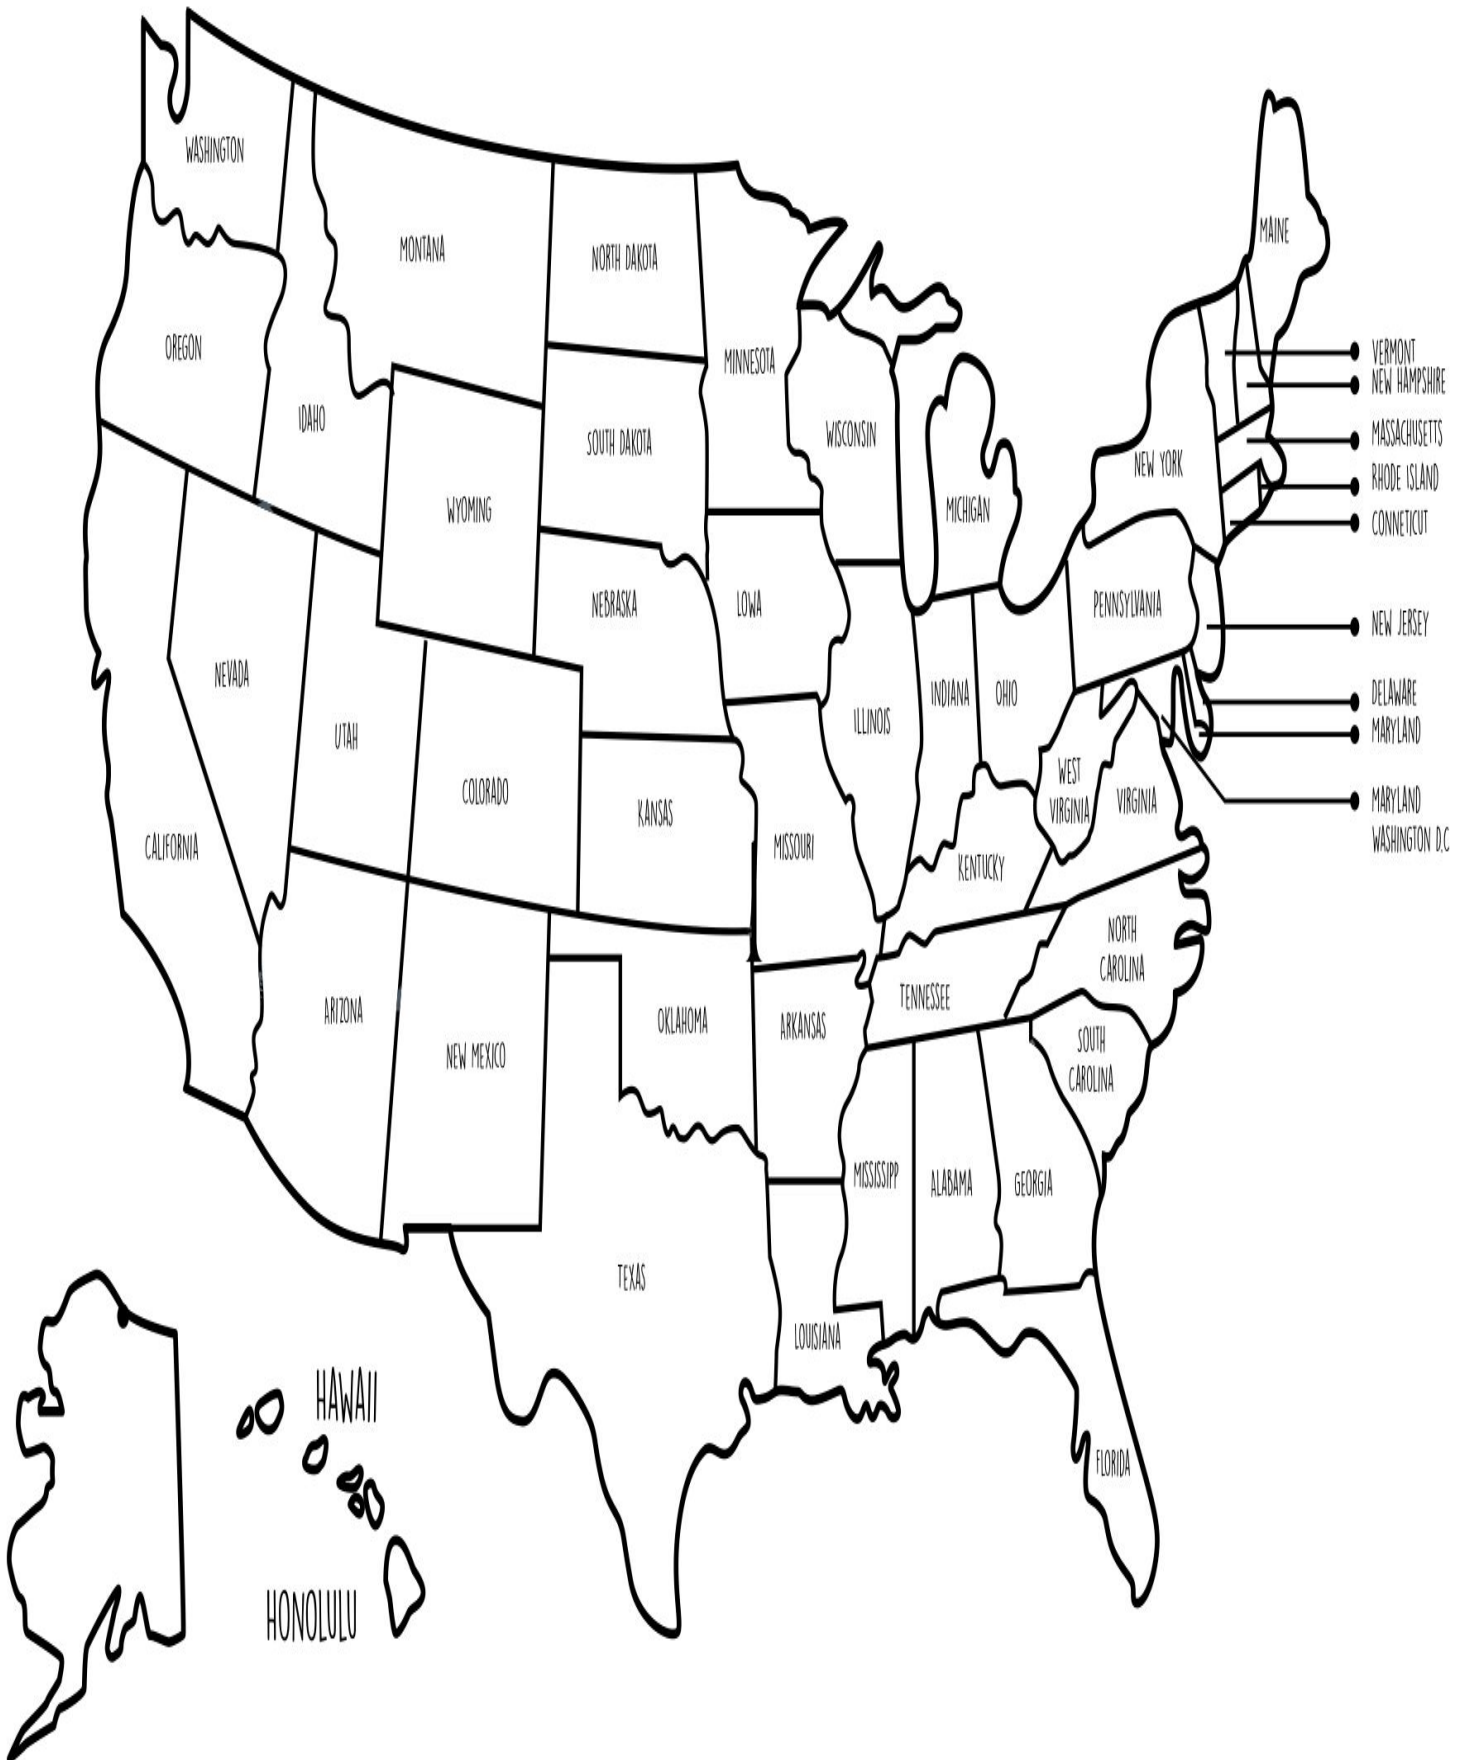 WASHINGTON
MAINE
MONTANA
NORTH DAKOTA
OREGON
MINNESOTA
VERMONT
NEW HAMPSHIRE
IDAHO
SOUTH DAKOTA
WISCONSIN
MASSACHUSETTS
NEW YORK
RHODE ISLAND
WYOMING
MICHIGAN
CONNETICUT
NEBRASKA
LOWA
PENNSYLVANIA
NEW JERSEY
NEVADA
INDIANA
OHIO
DELAWARE
UTAH
ILLINOIS
MARYLAND
COLORADO
WEST
VIRGINIA
VIRGINIA
MARYLAND
WASHINGTON D.C
KANSAS
CALIFORNIA
MISSOURI
KENTUCKY
NORTH
CAROLINA
ARIZONA
TENNESSEE
OKLAHOMA
ARKANSAS
NEW MEXICO
SOUTH
CAROLINA
MISSISSIPP
ALABAMA
GEORGIA
TEXAS
LOUISIANA
HAWAII
FLORIDA
HONOLULU